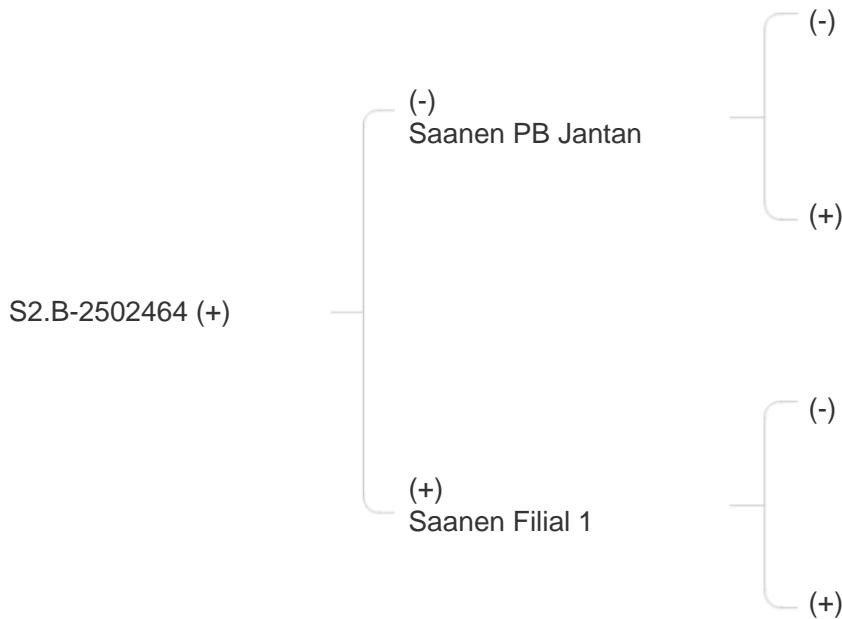 (-)
(-)
Saanen PB Jantan
(+)
S2.B-2502464 (+)
(-)
(+)
Saanen Filial 1
(+)